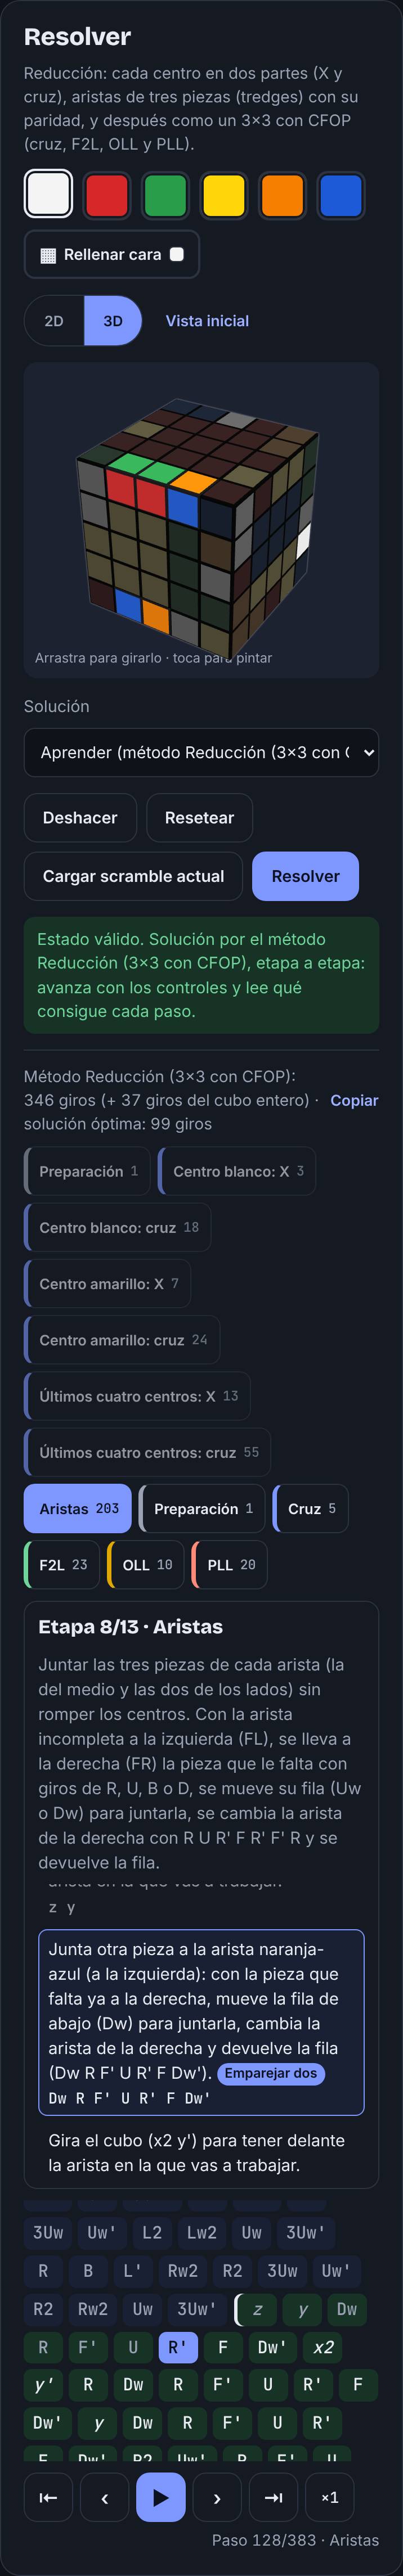 Resolver
Reducción: cada centro en dos partes (X y
cruz), aristas de tres piezas (tredges) con su
paridad, y después como un 3×3 CFOP
(cruz, F2L, OLL y PLL).
Rellenar cara
2D 3D Vista inicial
Arrastra para girarlo · toca para pintar
Solución
Aprender (método Reducción (3×3 con C
Deshacer Resetear
Cargar scramble actual Resolver
Estado válido. Solución por el método
Reducción (3×3 con CFOP), etapa a etapa:
avanza con los controles y lee qué
consigue cada paso.
Método Reducción (3×3 con CFOP):
346 giros (+ 37 giros del cubo entero) · Copiar
solución óptima: 99 giros
Preparación 1 Centro blanco: X 3
Centro blanco: cruz 18
Centro amarillo: X 7
Centro amarillo: cruz 24
Últimos cuatro centros: X 13
Últimos cuatro centros: cruz 55
Aristas 203 Preparación 1 Cruz 5
F2L 23 OLL 10 PLL 20
Etapa 8/13 · Aristas
Juntar las tres piezas de cada arista (la
del medio y las dos de los lados) sin
romper los centros. Con la arista
incompleta a la izquierda (FL), se lleva a
la derecha (FR) la pieza que le falta con
giros de R, U, B o D, se mueve su fila (Uw
o Dw) para juntarla, se cambia la arista
de la derecha con R U R' F R' F' R y se
devuelve la fila.
arista en la que vas a trabajar.
z y
Junta otra pieza a la arista naranja-
azul (a la izquierda): con la pieza que
falta ya a la derecha, mueve la fila de
abajo (Dw) para juntarla, cambia la
arista de la derecha y devuelve la fila
(Dw R F' U R' F Dw'). Emparejar dos
Dw R F' U R' F Dw'
Gira el cubo (x2 y') para tener delante
la arista en la que vas a trabajar.
3Uw Uw' L2 Lw2 Uw 3Uw'
R B L' Rw2 R2 3Uw Uw'
R2 Rw2 Uw 3Uw' z y Dw
R F' U R' F Dw' x2
y' R Dw R F' U R' F
Dw' y Dw R F' U R'
F Dw' R2 Uw' R F' U
×1
Paso 128/383 · Aristas